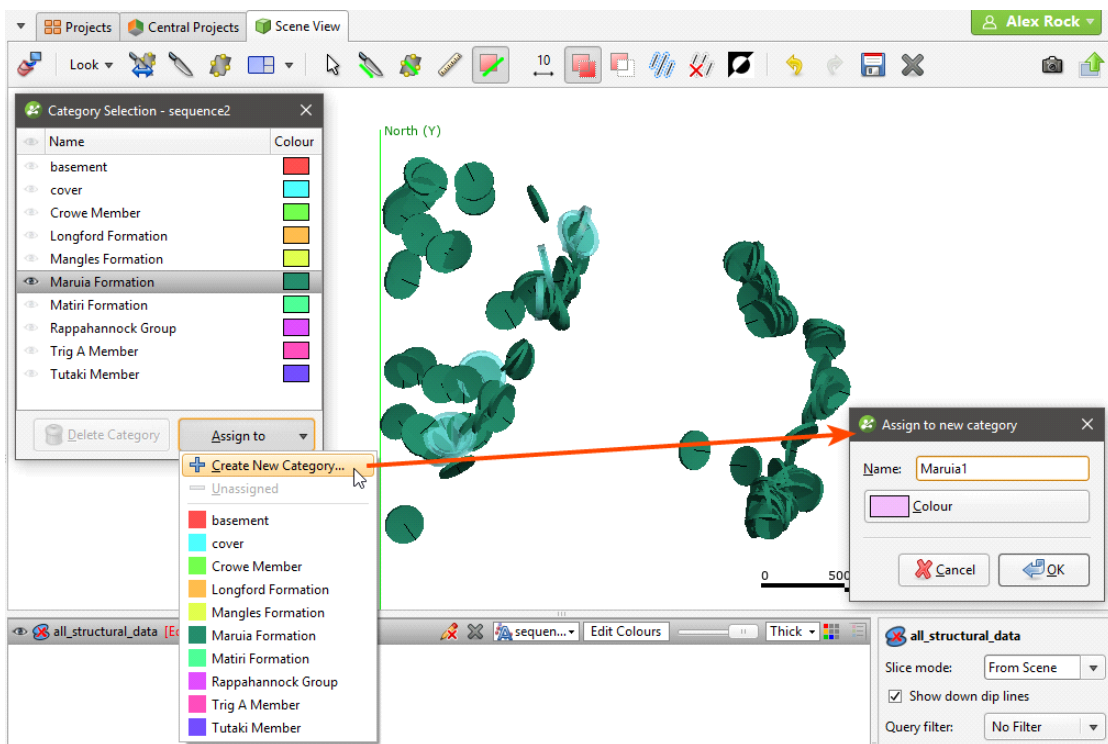 Projects
Central Projects
Scene View
Alex Rock
Look
10
Category Selection - sequence2
Name Colour
basement
cover
Crowe Member
Longford Formation
Mangles Formation
Maruia Formation
Matiri Formation
Rappahannock Group
Trig A Member
Tutaki Member
Delete Category
Assign to
Create New Category...
Unassigned
basement
cover
Crowe Member
Longford Formation
Mangles Formation
Maruia Formation
Matiri Formation
Rappahannock Group
Trig A Member
Tutaki Member
North (Y)
0 500
Assign to new category
Name: Maruia1
Colour
Cancel OK
all_structural_data [Ed
sequen... Edit Colours Thick
all_structural_data
Slice mode: From Scene
Show down dip lines
Query filter: No Filter